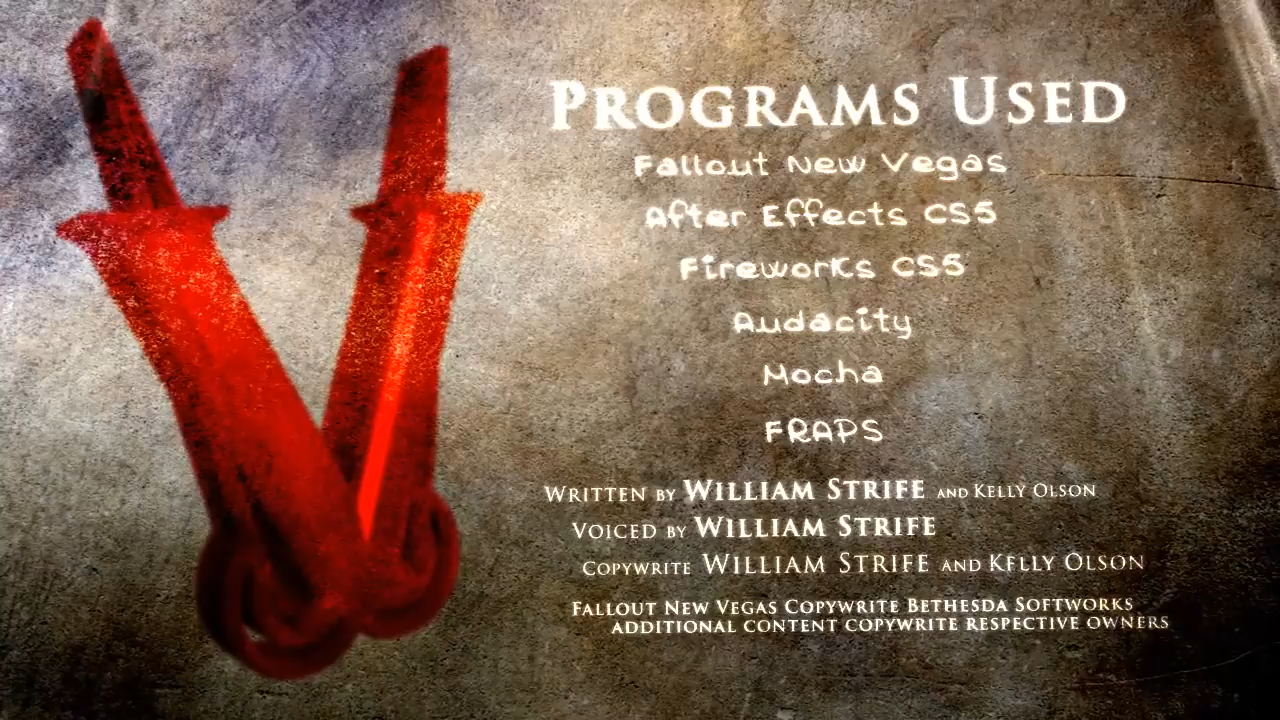 PROGRAMS USED
Fallout New Vegas
After Effects CS5
Fireworks CS5
Audacity
Mocha
FRAPS
WRITTEN BY WILLIAM STRIFE AND KELLY OLSON
VOICED BY WILLIAM STRIFE
COPYWRITE WILLIAM STRIFE AND KELLY OLSON
FALLOUT NEW VEGAS COPYWRITE BETHESDA SOFTWORKS
ADDITIONAL CONTENT COPYWRITE RESPECTIVE OWNERS